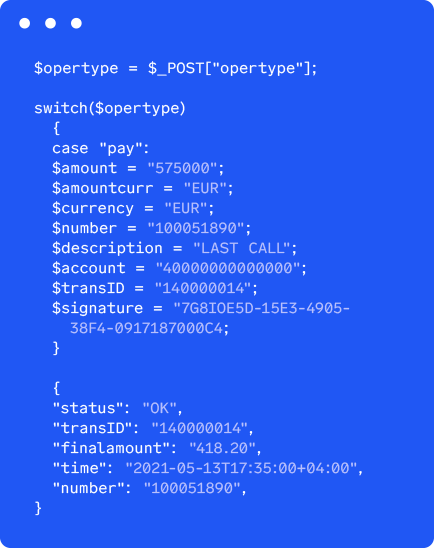 $opertype = $_POST["opertype"];
switch($opertype)
{
case "pay":
$amount = "575000";
$amountcurr = "EUR";
$currency = "EUR";
$number = "100051890";
$description = "LAST CALL";
$account = "40000000000000";
$transID = "140000014";
$signature = "7G8IOE5D-15E3-4905-
38F4-0917187000C4;
}
{
"status": "OK",
"transID": "140000014",
"finalamount": "418.20",
"time": "2021-05-13T17:35:00+04:00",
"number": "100051890",
}